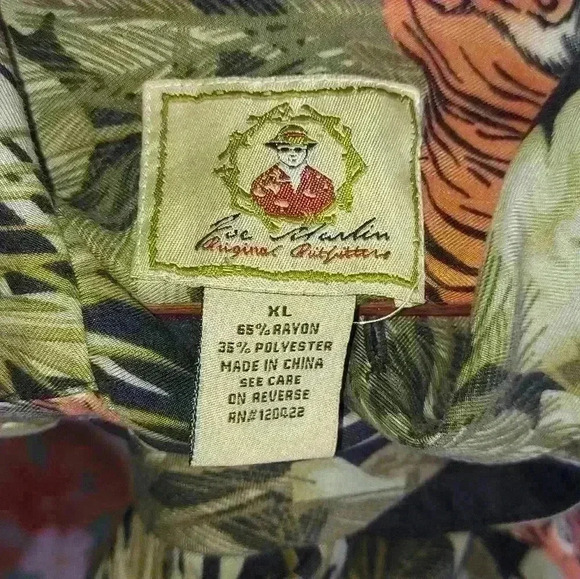 Joe Marlin
Original Outfitters
XL
65% RAYON
35% POLYESTER
MADE IN CHINA
SEE CARE
ON REVERSE
RN#120422